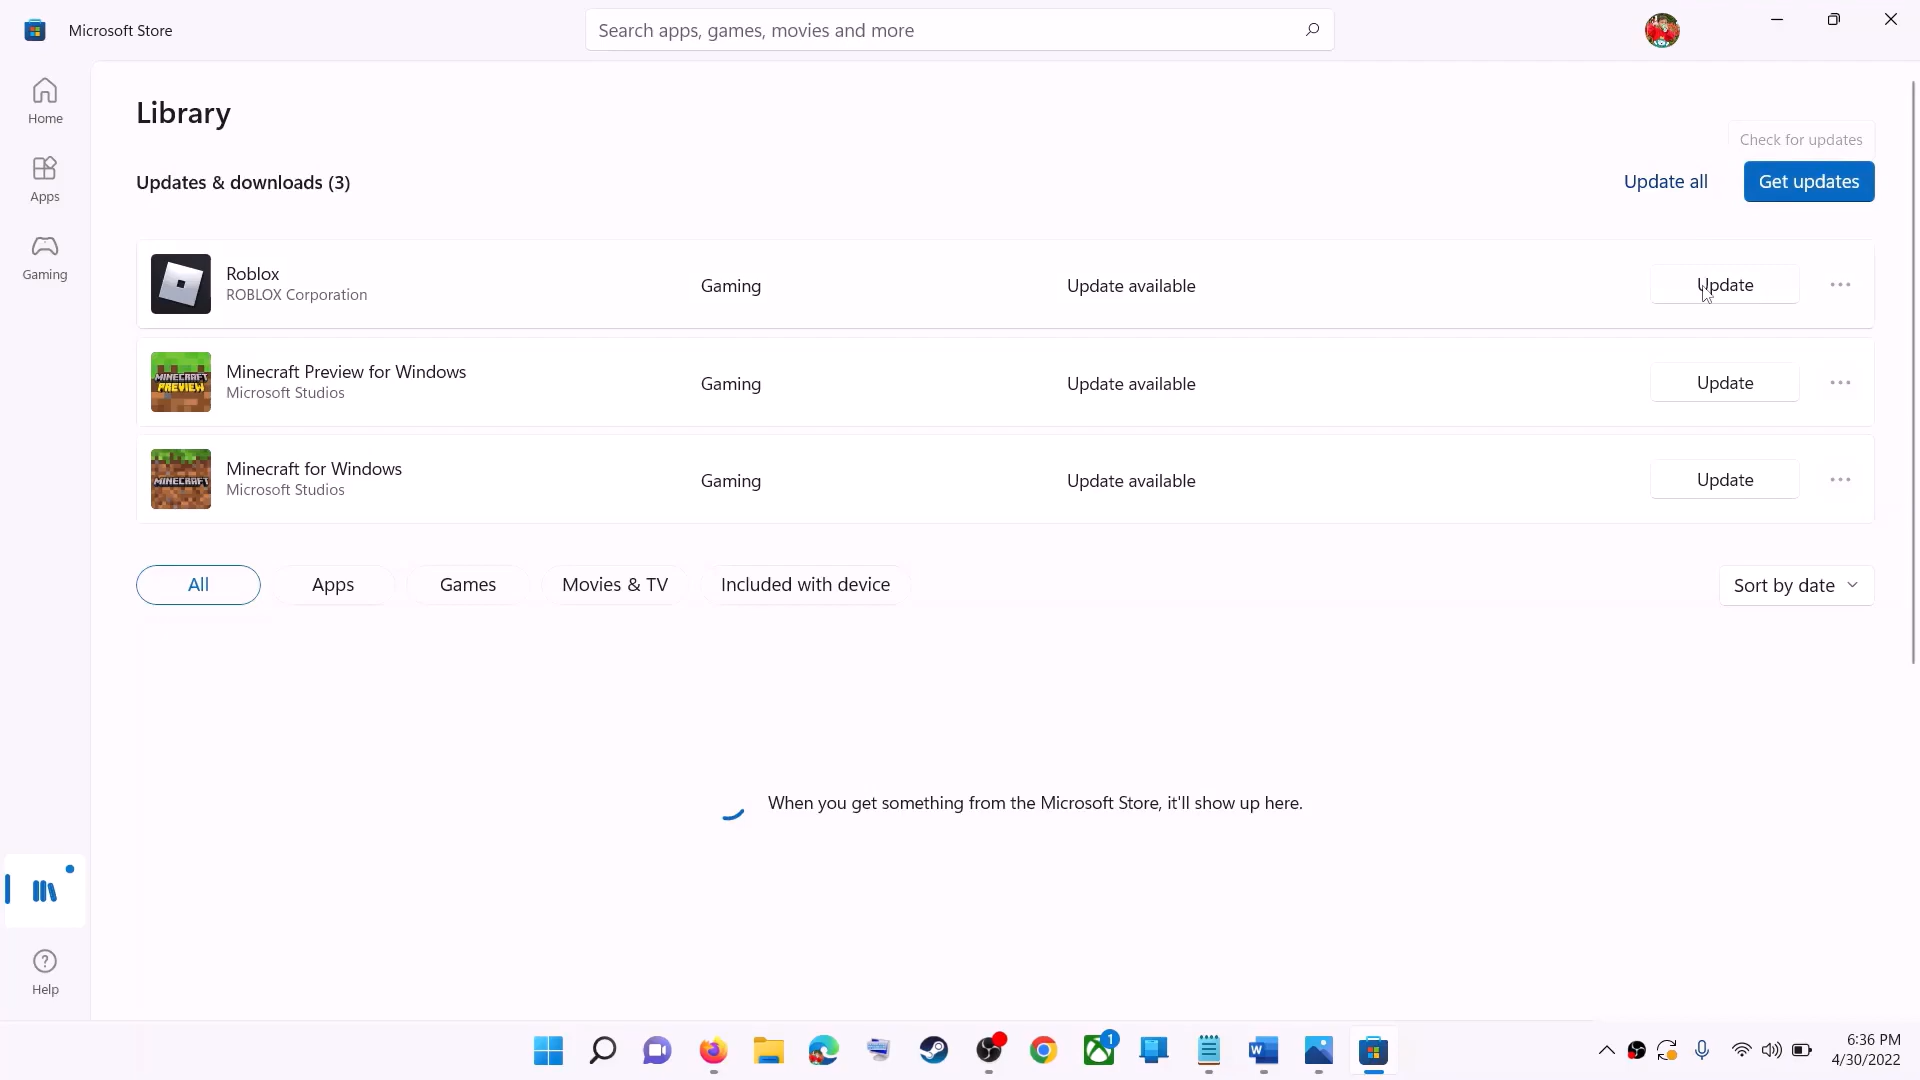 Microsoft Store
Search apps, games, movies and more
Home
Apps
Gaming
Library
Check for updates
Updates & downloads (3)
Update all
Get updates
Roblox
ROBLOX Corporation
Gaming
Update available
Update
MINECRAFT
PREVIEW
Minecraft Preview for Windows
Microsoft Studios
Gaming
Update available
Update
MINECRAFT
Minecraft for Windows
Microsoft Studios
Gaming
Update available
Update
All
Apps
Games
Movies & TV
Included with device
Sort by date
When you get something from the Microsoft Store, it'll show up here.
Help
1
W
6:36 PM
4/30/2022